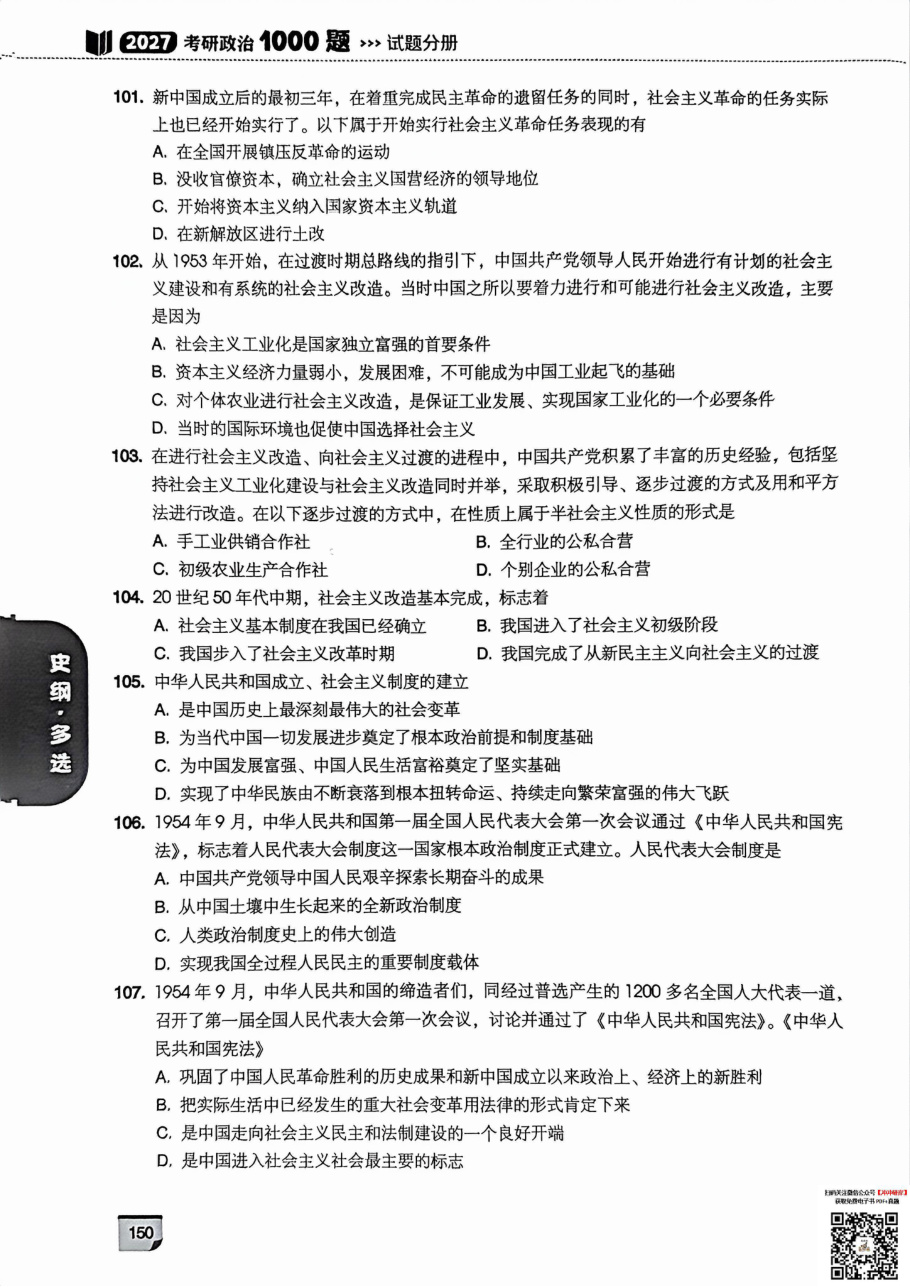 2027 考研政治 1000 题 >>> 试题分册
101. 新中国成立后的最初三年，在着重完成民主革命的遗留任务的同时，社会主义革命的任务实际
上也已经开始实行了。以下属于开始实行社会主义革命任务表现的有
A. 在全国开展镇压反革命的运动
B. 没收官僚资本，确立社会主义国营经济的领导地位
C. 开始将资本主义纳入国家资本主义轨道
D. 在新解放区进行土改
102. 从 1953 年开始，在过渡时期总路线的指引下，中国共产党领导人民开始进行有计划的社会主
义建设和有系统的社会主义改造。当时中国之所以要着力进行和可能进行社会主义改造，主要
是因为
A. 社会主义工业化是国家独立富强的首要条件
B. 资本主义经济力量弱小，发展困难，不可能成为中国工业起飞的基础
C. 对个体农业进行社会主义改造，是保证工业发展、实现国家工业化的一个必要条件
D. 当时的国际环境也促使中国选择社会主义
103. 在进行社会主义改造、向社会主义过渡的进程中，中国共产党积累了丰富的历史经验，包括坚
持社会主义工业化建设与社会主义改造同时并举，采取积极引导、逐步过渡的方式及用和平方
法进行改造。在以下逐步过渡的方式中，在性质上属于半社会主义性质的形式是
A. 手工业供销合作社 B. 全行业的公私合营
C. 初级农业生产合作社 D. 个别企业的公私合营
104. 20 世纪 50 年代中期，社会主义改造基本完成，标志着
A. 社会主义基本制度在我国已经确立 B. 我国进入了社会主义初级阶段
C. 我国步入了社会主义改革时期 D. 我国完成了从新民主主义向社会主义的过渡
105. 中华人民共和国成立、社会主义制度的建立
A. 是中国历史上最深刻最伟大的社会变革
B. 为当代中国一切发展进步奠定了根本政治前提和制度基础
C. 为中国发展富强、中国人民生活富裕奠定了坚实基础
D. 实现了中华民族由不断衰落到根本扭转命运、持续走向繁荣富强的伟大飞跃
106. 1954 年 9 月，中华人民共和国第一届全国人民代表大会第一次会议通过《中华人民共和国宪
法》，标志着人民代表大会制度这一国家根本政治制度正式建立。人民代表大会制度是
A. 中国共产党领导中国人民艰辛探索长期奋斗的成果
B. 从中国土壤中生长起来的全新政治制度
C. 人类政治制度史上的伟大创造
D. 实现我国全过程人民民主的重要制度载体
107. 1954 年 9 月，中华人民共和国的缔造者们，同经过普选产生的 1200 多名全国人大代表一道，
召开了第一届全国人民代表大会第一次会议，讨论并通过了《中华人民共和国宪法》。《中华人
民共和国宪法》
A. 巩固了中国人民革命胜利的历史成果和新中国成立以来政治上、经济上的新胜利
B. 把实际生活中已经发生的重大社会变革用法律的形式肯定下来
C. 是中国走向社会主义民主和法制建设的一个良好开端
D. 是中国进入社会主义社会最主要的标志
史纲·多选
150
扫码关注微信公众号
获取免费电子书PDF+真题